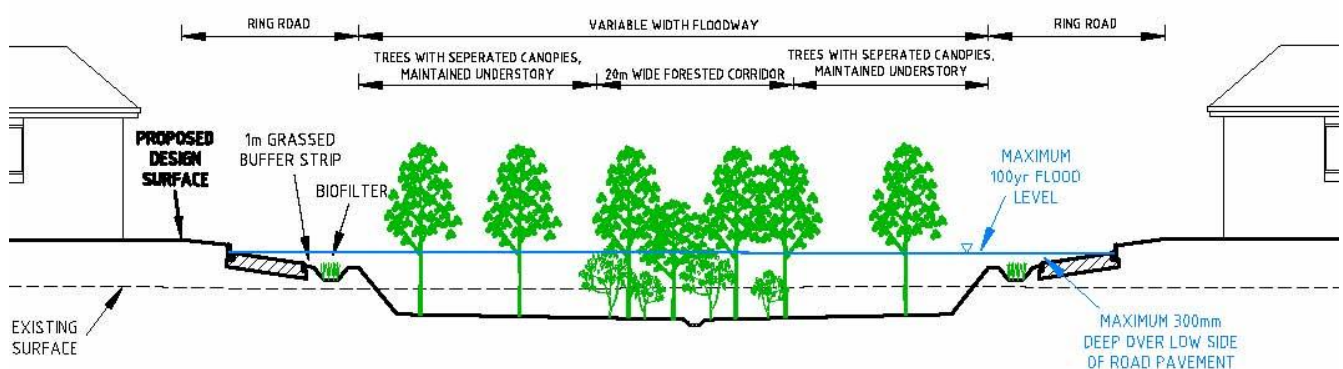 RING ROAD
VARIABLE WIDTH FLOODWAY
RING ROAD
TREES WITH SEPERATED CANOPIES,
MAINTAINED UNDERSTORY
20m WIDE FORESTED CORRIDOR
TREES WITH SEPERATED CANOPIES,
MAINTAINED UNDERSTORY
PROPOSED
DESIGN
SURFACE
1m GRASSED
BUFFER STRIP
BIOFILTER
MAXIMUM
100yr FLOOD
LEVEL
EXISTING
SURFACE
MAXIMUM 300mm
DEEP OVER LOW SIDE
OF ROAD PAVEMENT